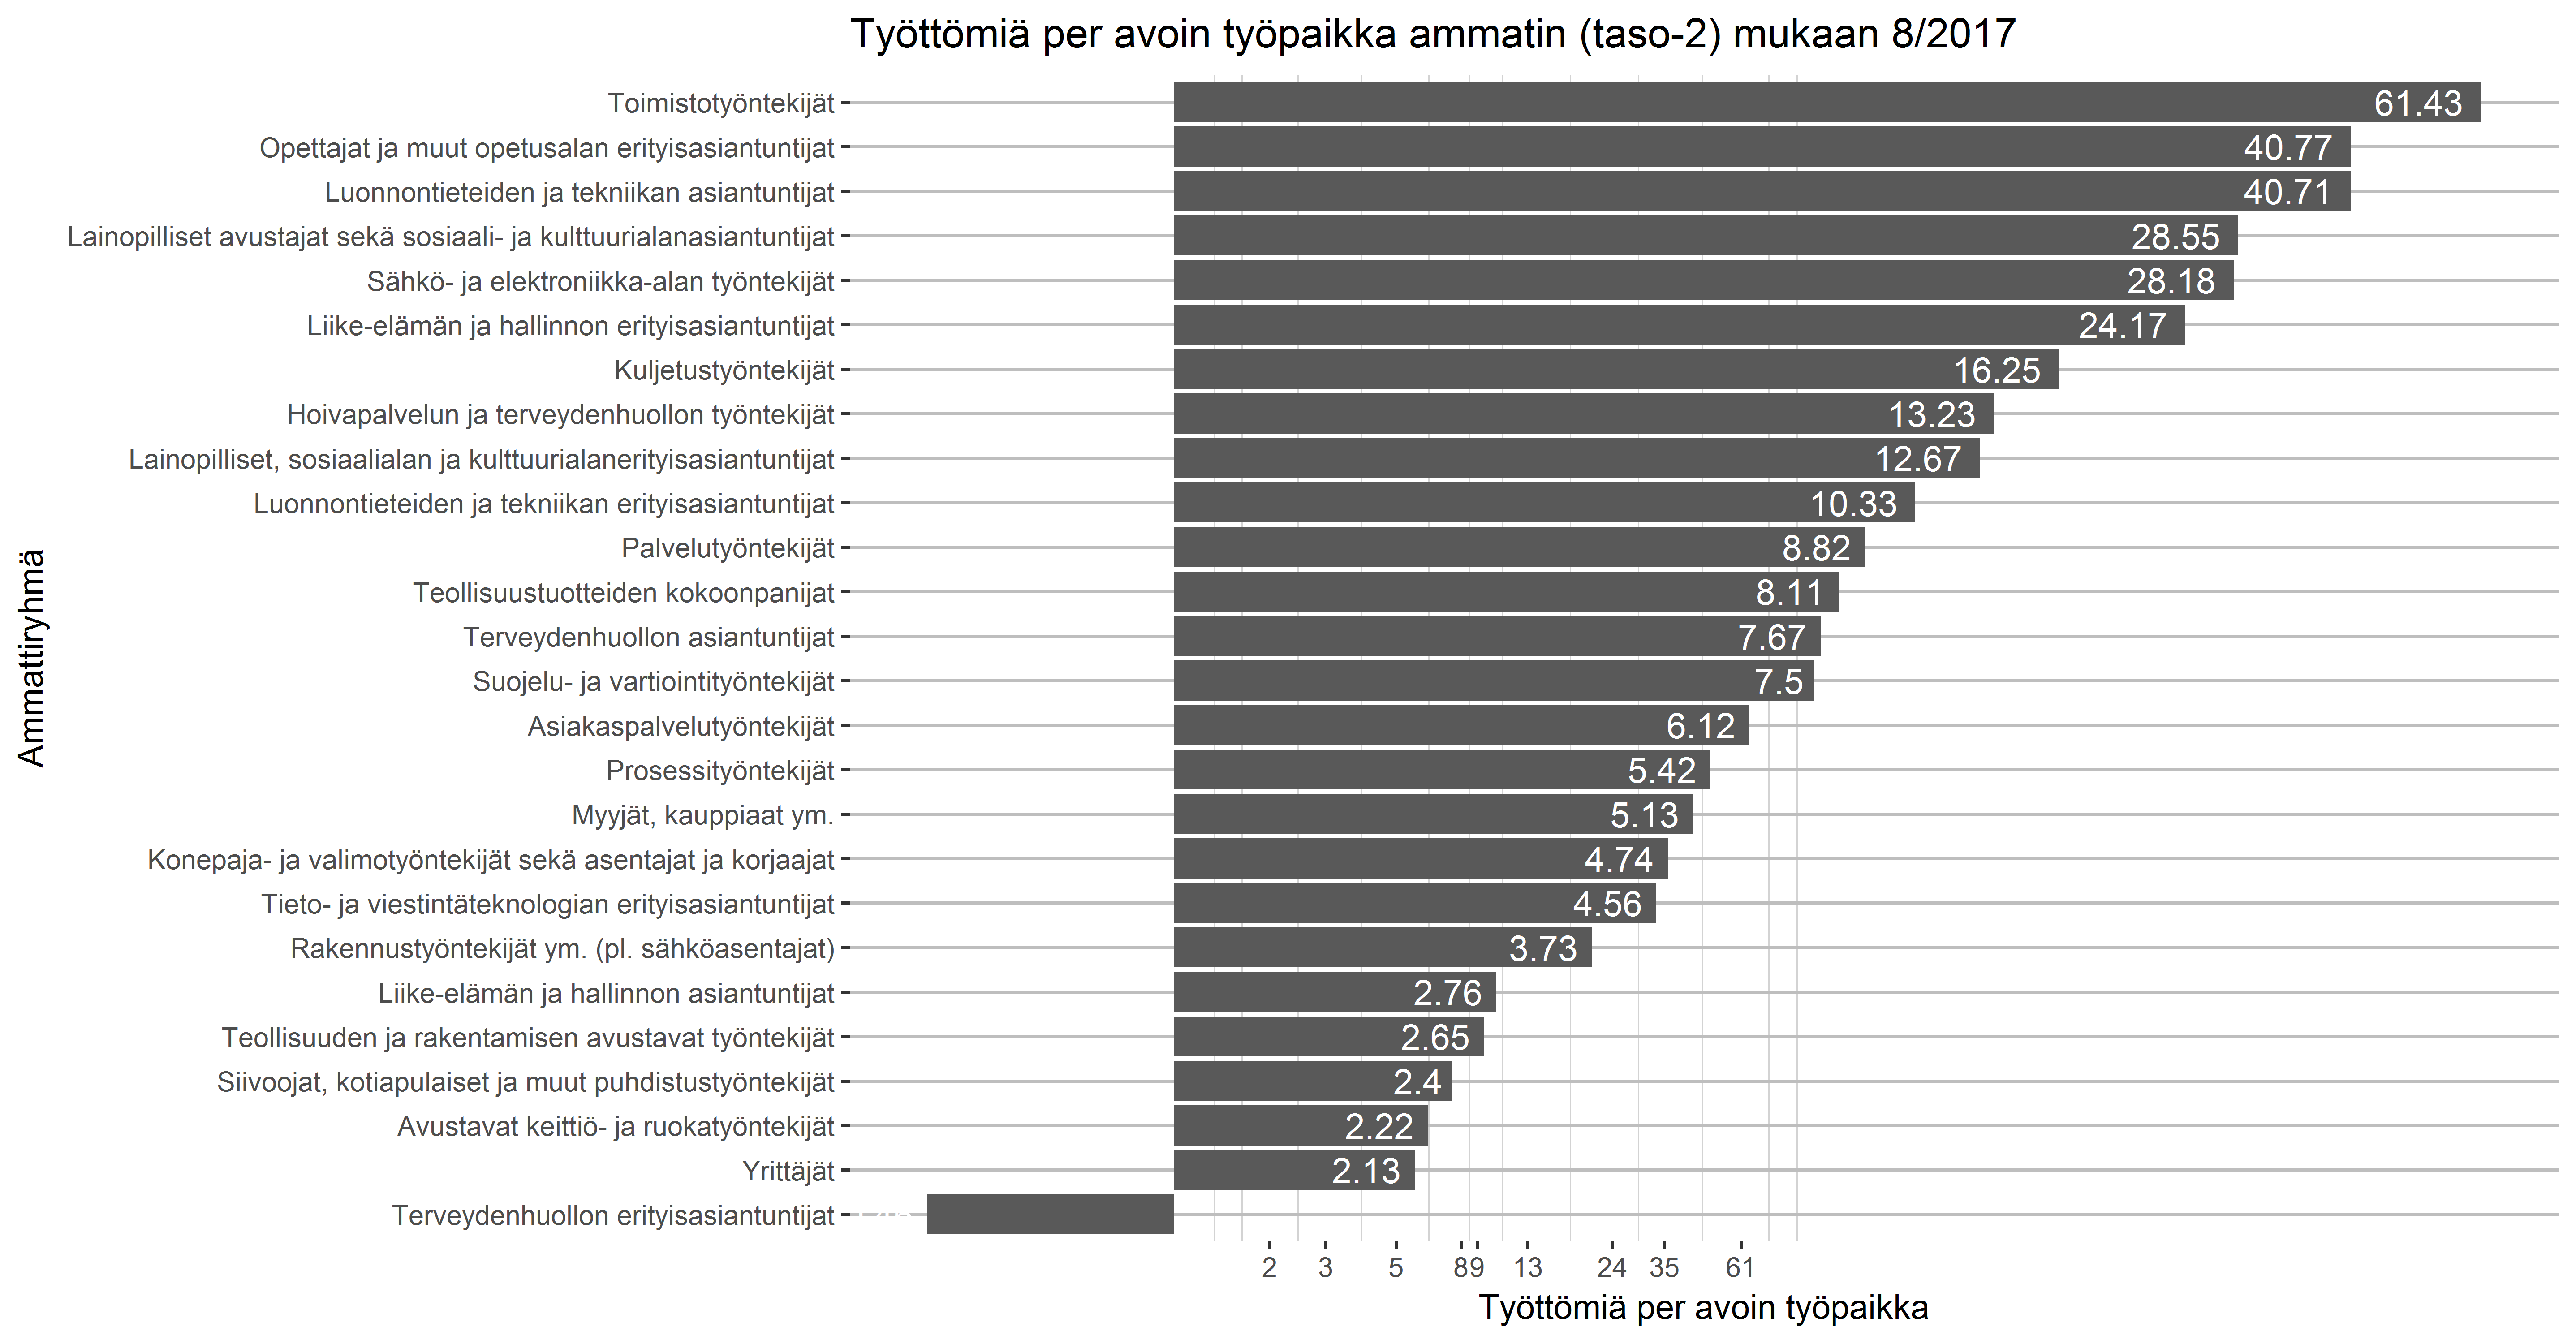 Työttömiä per avoin työpaikka ammatin (taso-2) mukaan 8/2017
Ammattiryhmä
Toimistotyöntekijät 61.43
Opettajat ja muut opetusalan erityisasiantuntijat 40.77
Luonnontieteiden ja tekniikan asiantuntijat 40.71
Lainopilliset avustajat sekä sosiaali- ja kulttuurialanasiantuntijat 28.55
Sähkö- ja elektroniikka-alan työntekijät 28.18
Liike-elämän ja hallinnon erityisasiantuntijat 24.17
Kuljetustyöntekijät 16.25
Hoivapalvelun ja terveydenhuollon työntekijät 13.23
Lainopilliset, sosiaalialan ja kulttuurialanerityisasiantuntijat 12.67
Luonnontieteiden ja tekniikan erityisasiantuntijat 10.33
Palvelutyöntekijät 8.82
Teollisuustuotteiden kokoonpanijat 8.11
Terveydenhuollon asiantuntijat 7.67
Suojelu- ja vartiointityöntekijät 7.5
Asiakaspalvelutyöntekijät 6.12
Prosessityöntekijät 5.42
Myyjät, kauppiaat ym. 5.13
Konepaja- ja valimotyöntekijät sekä asentajat ja korjaajat 4.74
Tieto- ja viestintäteknologian erityisasiantuntijat 4.56
Rakennustyöntekijät ym. (pl. sähköasentajat) 3.73
Liike-elämän ja hallinnon asiantuntijat 2.76
Teollisuuden ja rakentamisen avustavat työntekijät 2.65
Siivoojat, kotiapulaiset ja muut puhdistustyöntekijät 2.4
Avustavat keittiö- ja ruokatyöntekijät 2.22
Yrittäjät 2.13
Terveydenhuollon erityisasiantuntijat
2 3 5 8 9 13 24 35 61
Työttömiä per avoin työpaikka